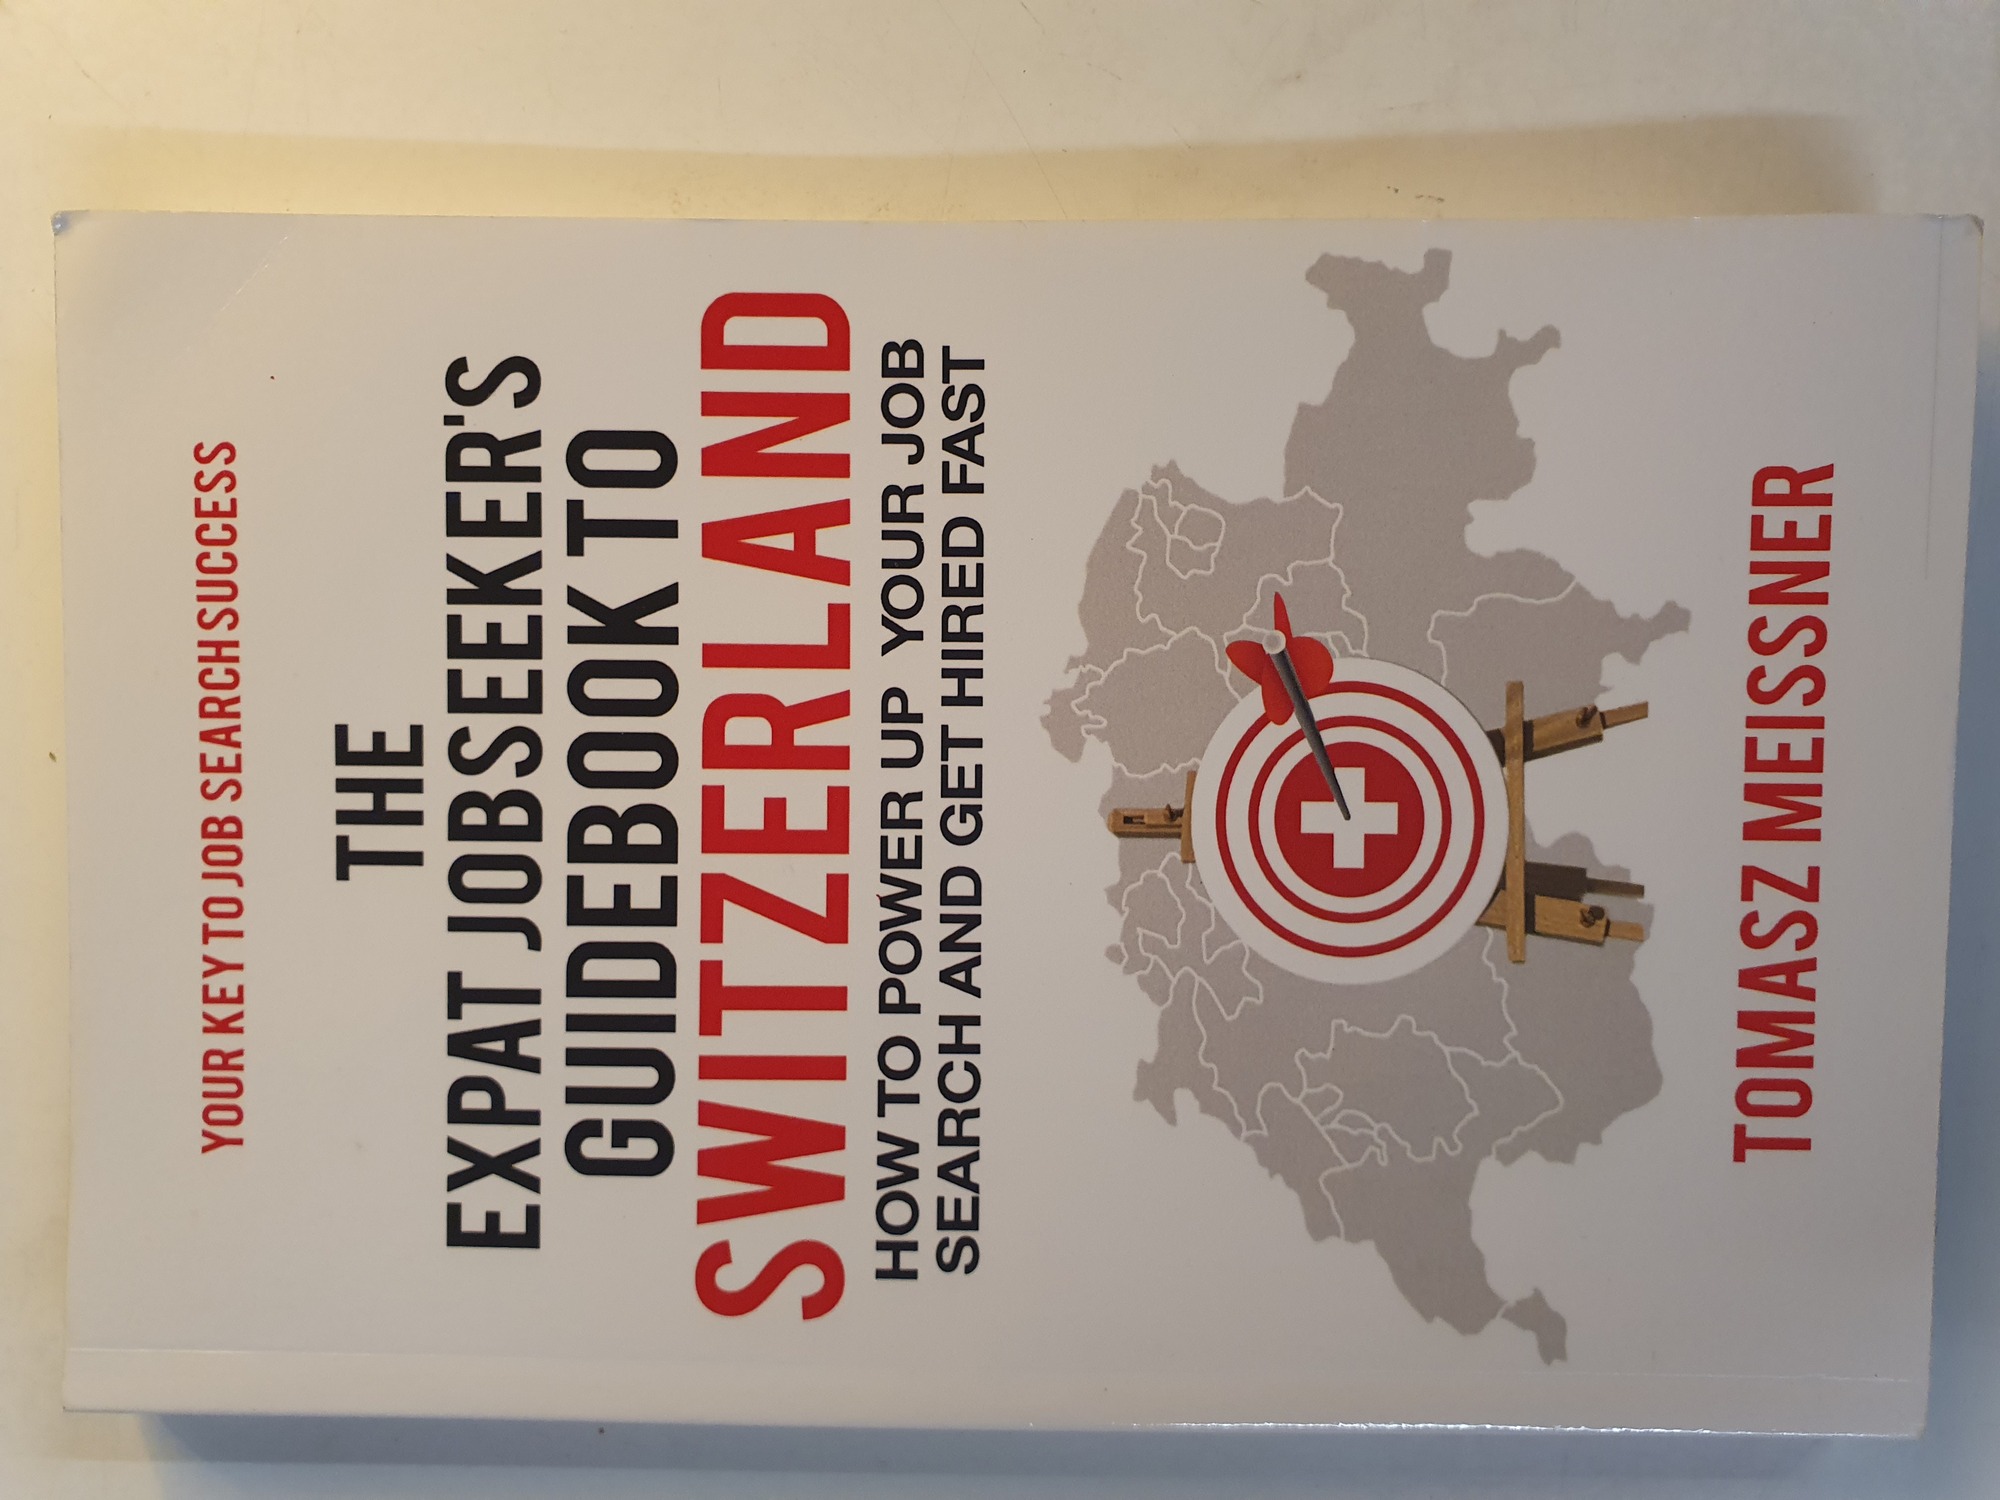 YOUR KEY TO JOB SEARCH SUCCESS
THE
EXPAT JOBSEEKER'S
GUIDEBOOK TO
SWITZERLAND
HOW TO POWER UP YOUR JOB
SEARCH AND GET HIRED FAST
TOMASZ MEISSNER